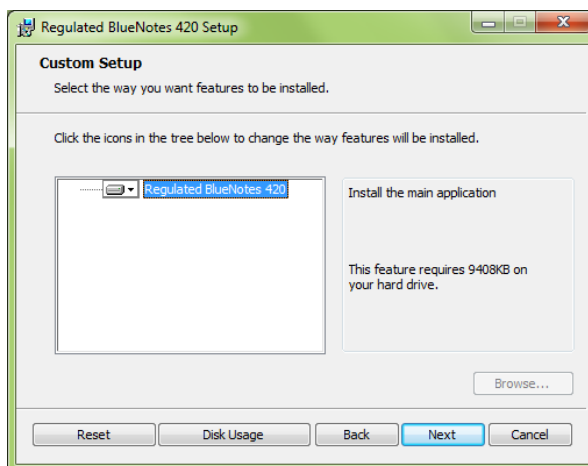 Regulated BlueNotes 420 Setup
Custom Setup
Select the way you want features to be installed.
Click the icons in the tree below to change the way features will be installed.
Regulated BlueNotes 420
Install the main application
This feature requires 9408KB on
your hard drive.
Browse...
Reset Disk Usage Back Next Cancel